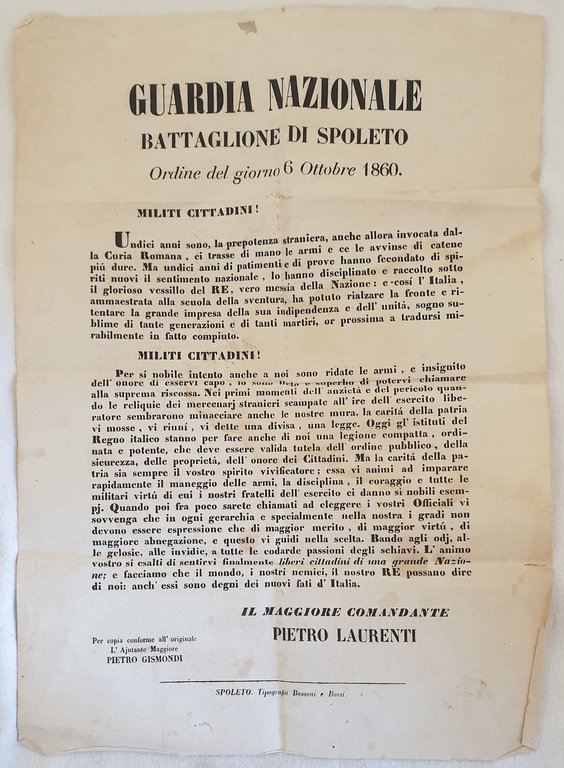 GUARDIA NAZIONALE
BATTAGLIONE DI SPOLETO
Ordine del giorno 6 Ottobre 1860.
MILITI CITTADINI!
Undici anni sono, la prepotenza straniera, anche allora invocata dal-
la Curia Romana, ci trasse di mano le armi e ce le avvinse di catene
piú dure. Ma undici anni di patimenti e di prove hanno fecondato di spi-
riti nuovi il sentimento nazionale, lo hanno disciplinato e raccolto sotto
il glorioso vessillo del RE, vero messía della Nazione: e cosí l' Italia,
ammaestrata alla scuola della sventura, ha potuto rialzare la fronte e ri-
tentare la grande impresa della sua indipendenza e dell' unità, sogno su-
blime di tante generazioni e di tanti martiri, or prossima a tradursi mi-
rabilmente in fatto compiuto.
MILITI CITTADINI!
Per sí nobile intento anche a noi sono ridate le armi, e insignito
dell' onore di esservi capo, io sono lieto e superbo di potervi chiamare
alla suprema riscossa. Nei primi momenti dell' anzietà e del pericolo quan-
do le reliquie dei mercenarj stranieri scampate all' ire dell' esercito libe-
ratore sembrarono minacciare anche le nostre mura, la caritá della patria
vi mosse, vi riuní, vi dette una divisa, una legge. Oggi gl' istituti del
Regno italico stanno per fare anche di noi una legione compatta, ordi-
nata e potente, che deve essere valida tutela dell' ordine pubblico, della
sicurezza, delle proprietà, dell' onore dei Cittadini. Ma la caritá della pa-
tria sia sempre il vostro spirito vivificatore; essa vi animi ad imparare
rapidamente il maneggio delle armi, la disciplina, il coraggio e tutte le
militari virtú di cui i nostri fratelli dell' esercito ci danno sí nobili esem-
pj. Quando poi fra poco sarete chiamati ad eleggere i vostri Officiali vi
sovvenga che in ogni gerarchia e specialmente nella nostra i gradi non
devono essere espressione che di maggior merito, di maggior virtú, di
maggiore abnegazione, e questo vi guidi nella scelta. Bando agli odj, al-
le gelosie, alle invidie, a tutte le codarde passioni degli schiavi. L' animo
vostro si esalti di sentirvi finalmente liberi cittadini di una grande Nazio-
ne; e facciamo che il mondo, i nostri nemici, il nostro RE possano dire
di noi: anch' essi sono degni dei nuovi fati d' Italia.
IL MAGGIORE COMANDANTE
PIETRO LAURENTI
Per copia conforme all' originale
L' Ajutante Maggiore
PIETRO GISMONDI
SPOLETO. Tipografia Bassoni e Bossi.